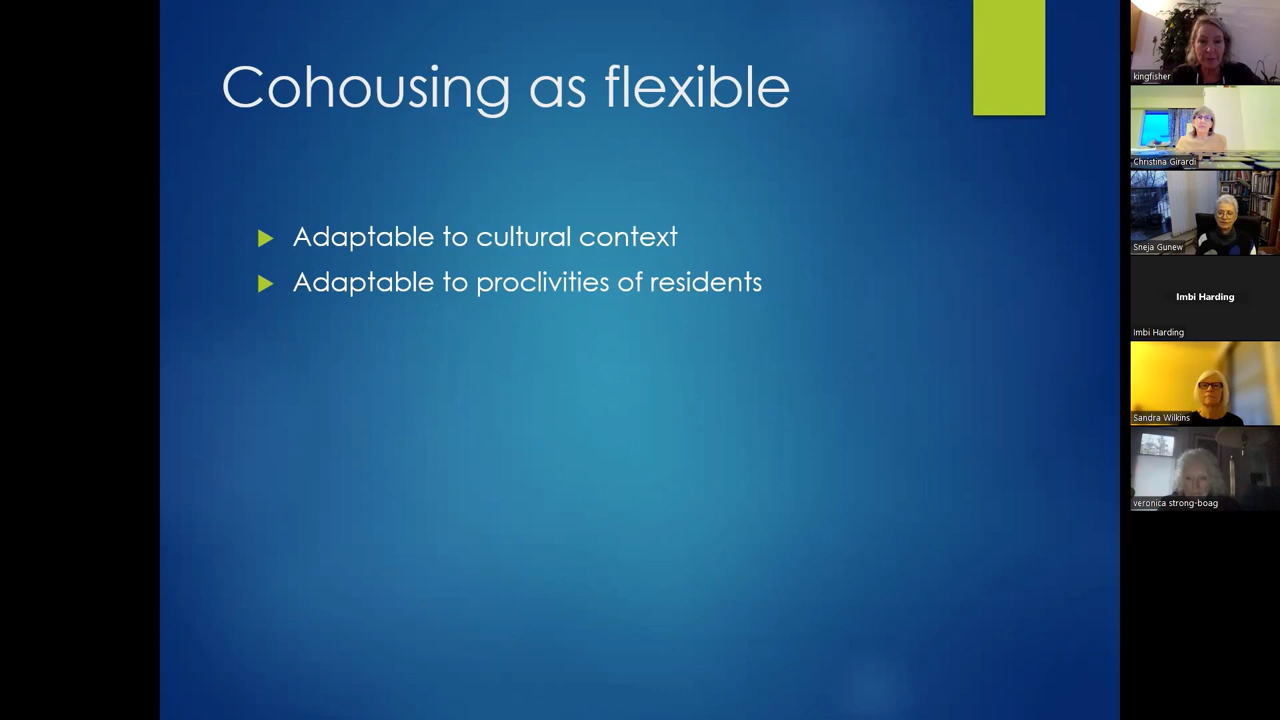 Cohousing as flexible
Adaptable to cultural context
Adaptable to proclivities of residents
kingfisher
Christina Girardi
Sneja Gunew
Imbi Harding
Imbi Harding
Sandra Wilkins
veronica strong-boag